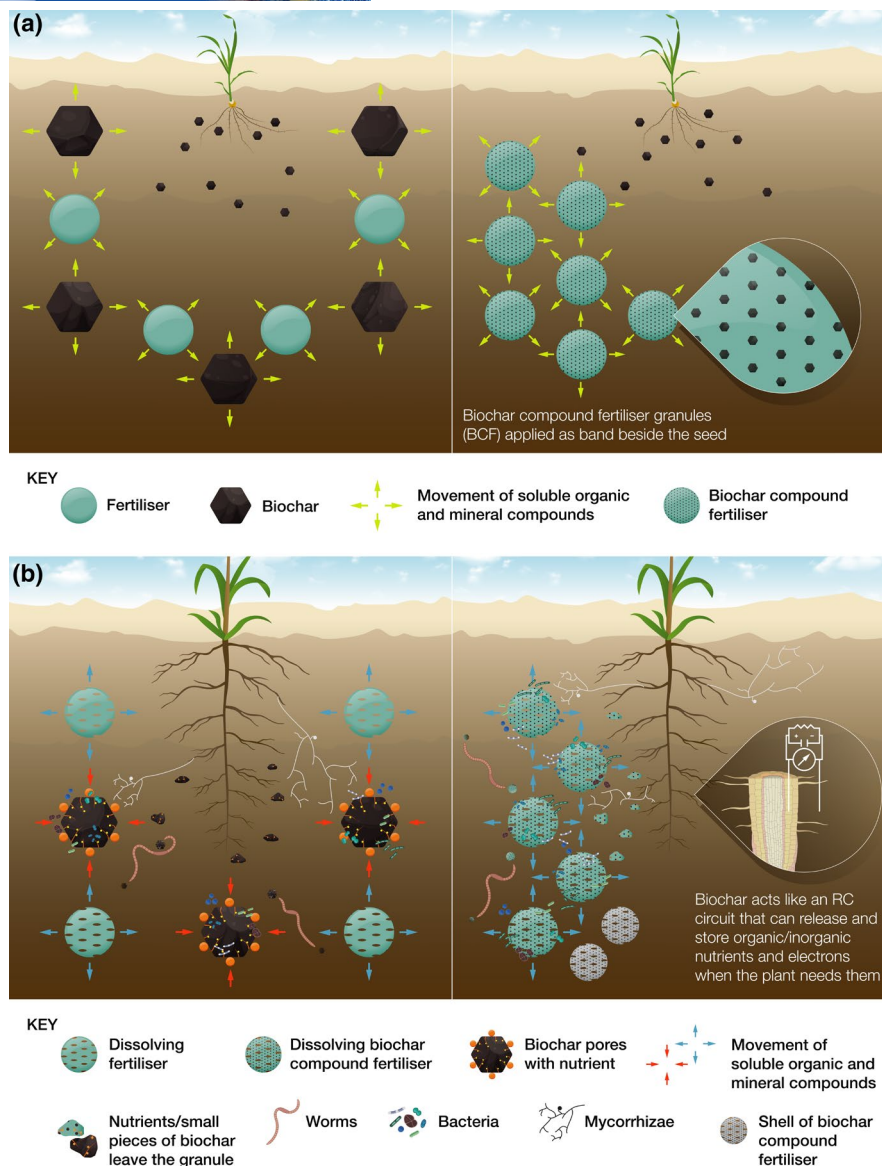 (a)
Biochar compound fertiliser granules
(BCF) applied as band beside the seed
KEY
Fertiliser
Biochar
Movement of soluble organic
and mineral compounds
Biochar compound
fertiliser
(b)
Biochar acts like an RC
circuit that can release and
store organic/inorganic
nutrients and electrons
when the plant needs them
KEY
Dissolving
fertiliser
Dissolving biochar
compound fertiliser
Biochar pores
with nutrient
Movement of
soluble organic and
mineral compounds
Nutrients/small
pieces of biochar
leave the granule
Worms
Bacteria
Mycorrhizae
Shell of biochar
compound
fertiliser